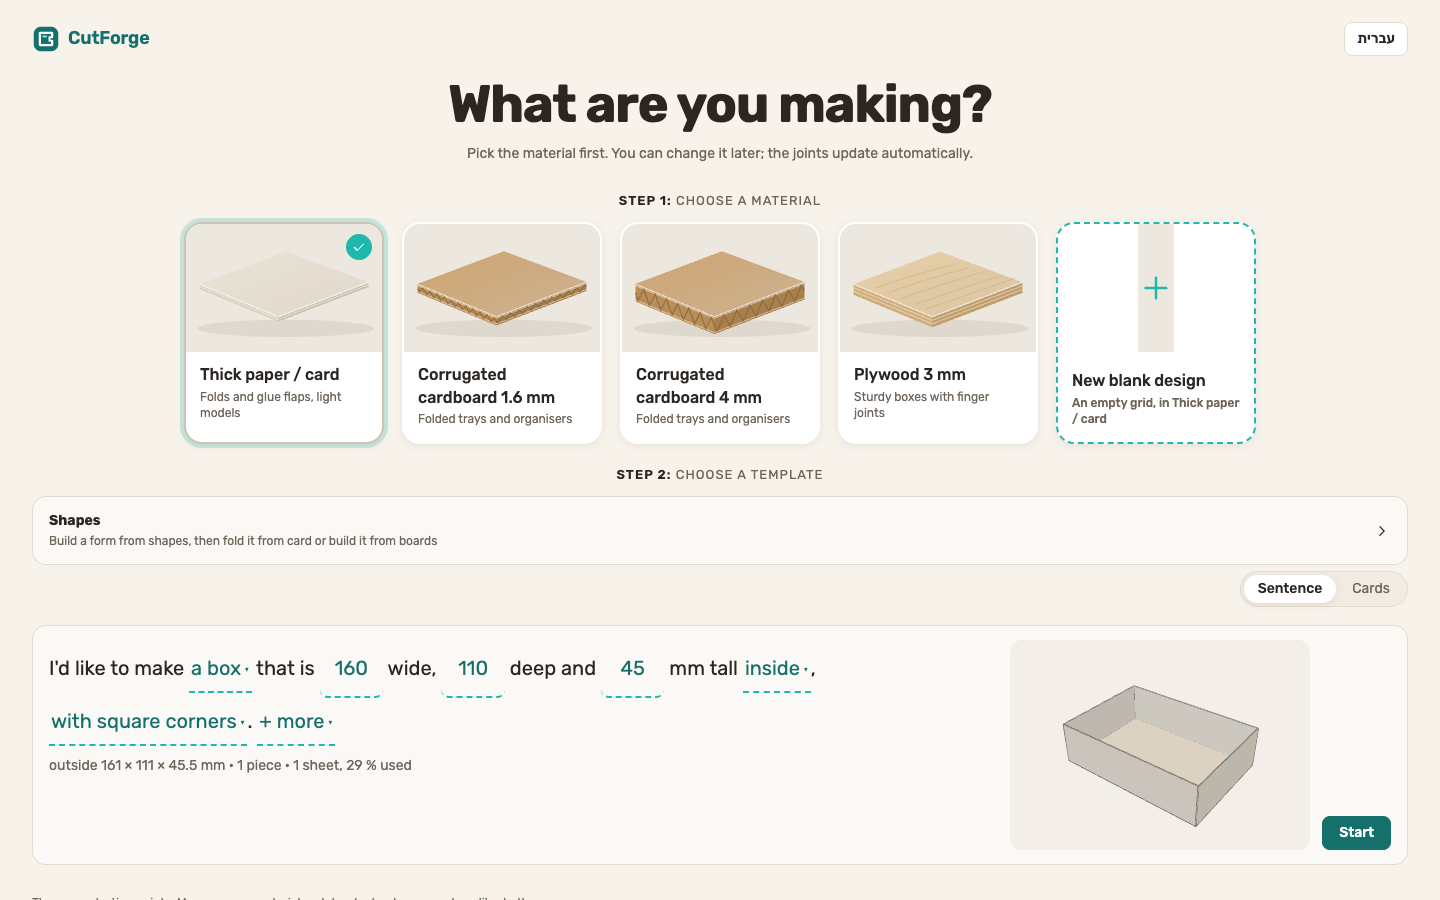 CutForge
עברית
What are you making?
Pick the material first. You can change it later; the joints update automatically.
STEP 1: CHOOSE A MATERIAL
Thick paper / card
Folds and glue flaps, light
models
Corrugated
cardboard 1.6 mm
Folded trays and organisers
Corrugated
cardboard 4 mm
Folded trays and organisers
Plywood 3 mm
Sturdy boxes with finger
joints
New blank design
An empty grid, in Thick paper
/ card
STEP 2: CHOOSE A TEMPLATE
Shapes
Build a form from shapes, then fold it from card or build it from boards
Sentence
Cards
I'd like to make a box · that is 160 wide, 110 deep and 45 mm tall inside · ,
with square corners · . + more ·
outside 161 × 111 × 45.5 mm • 1 piece • 1 sheet, 29 % used
Start